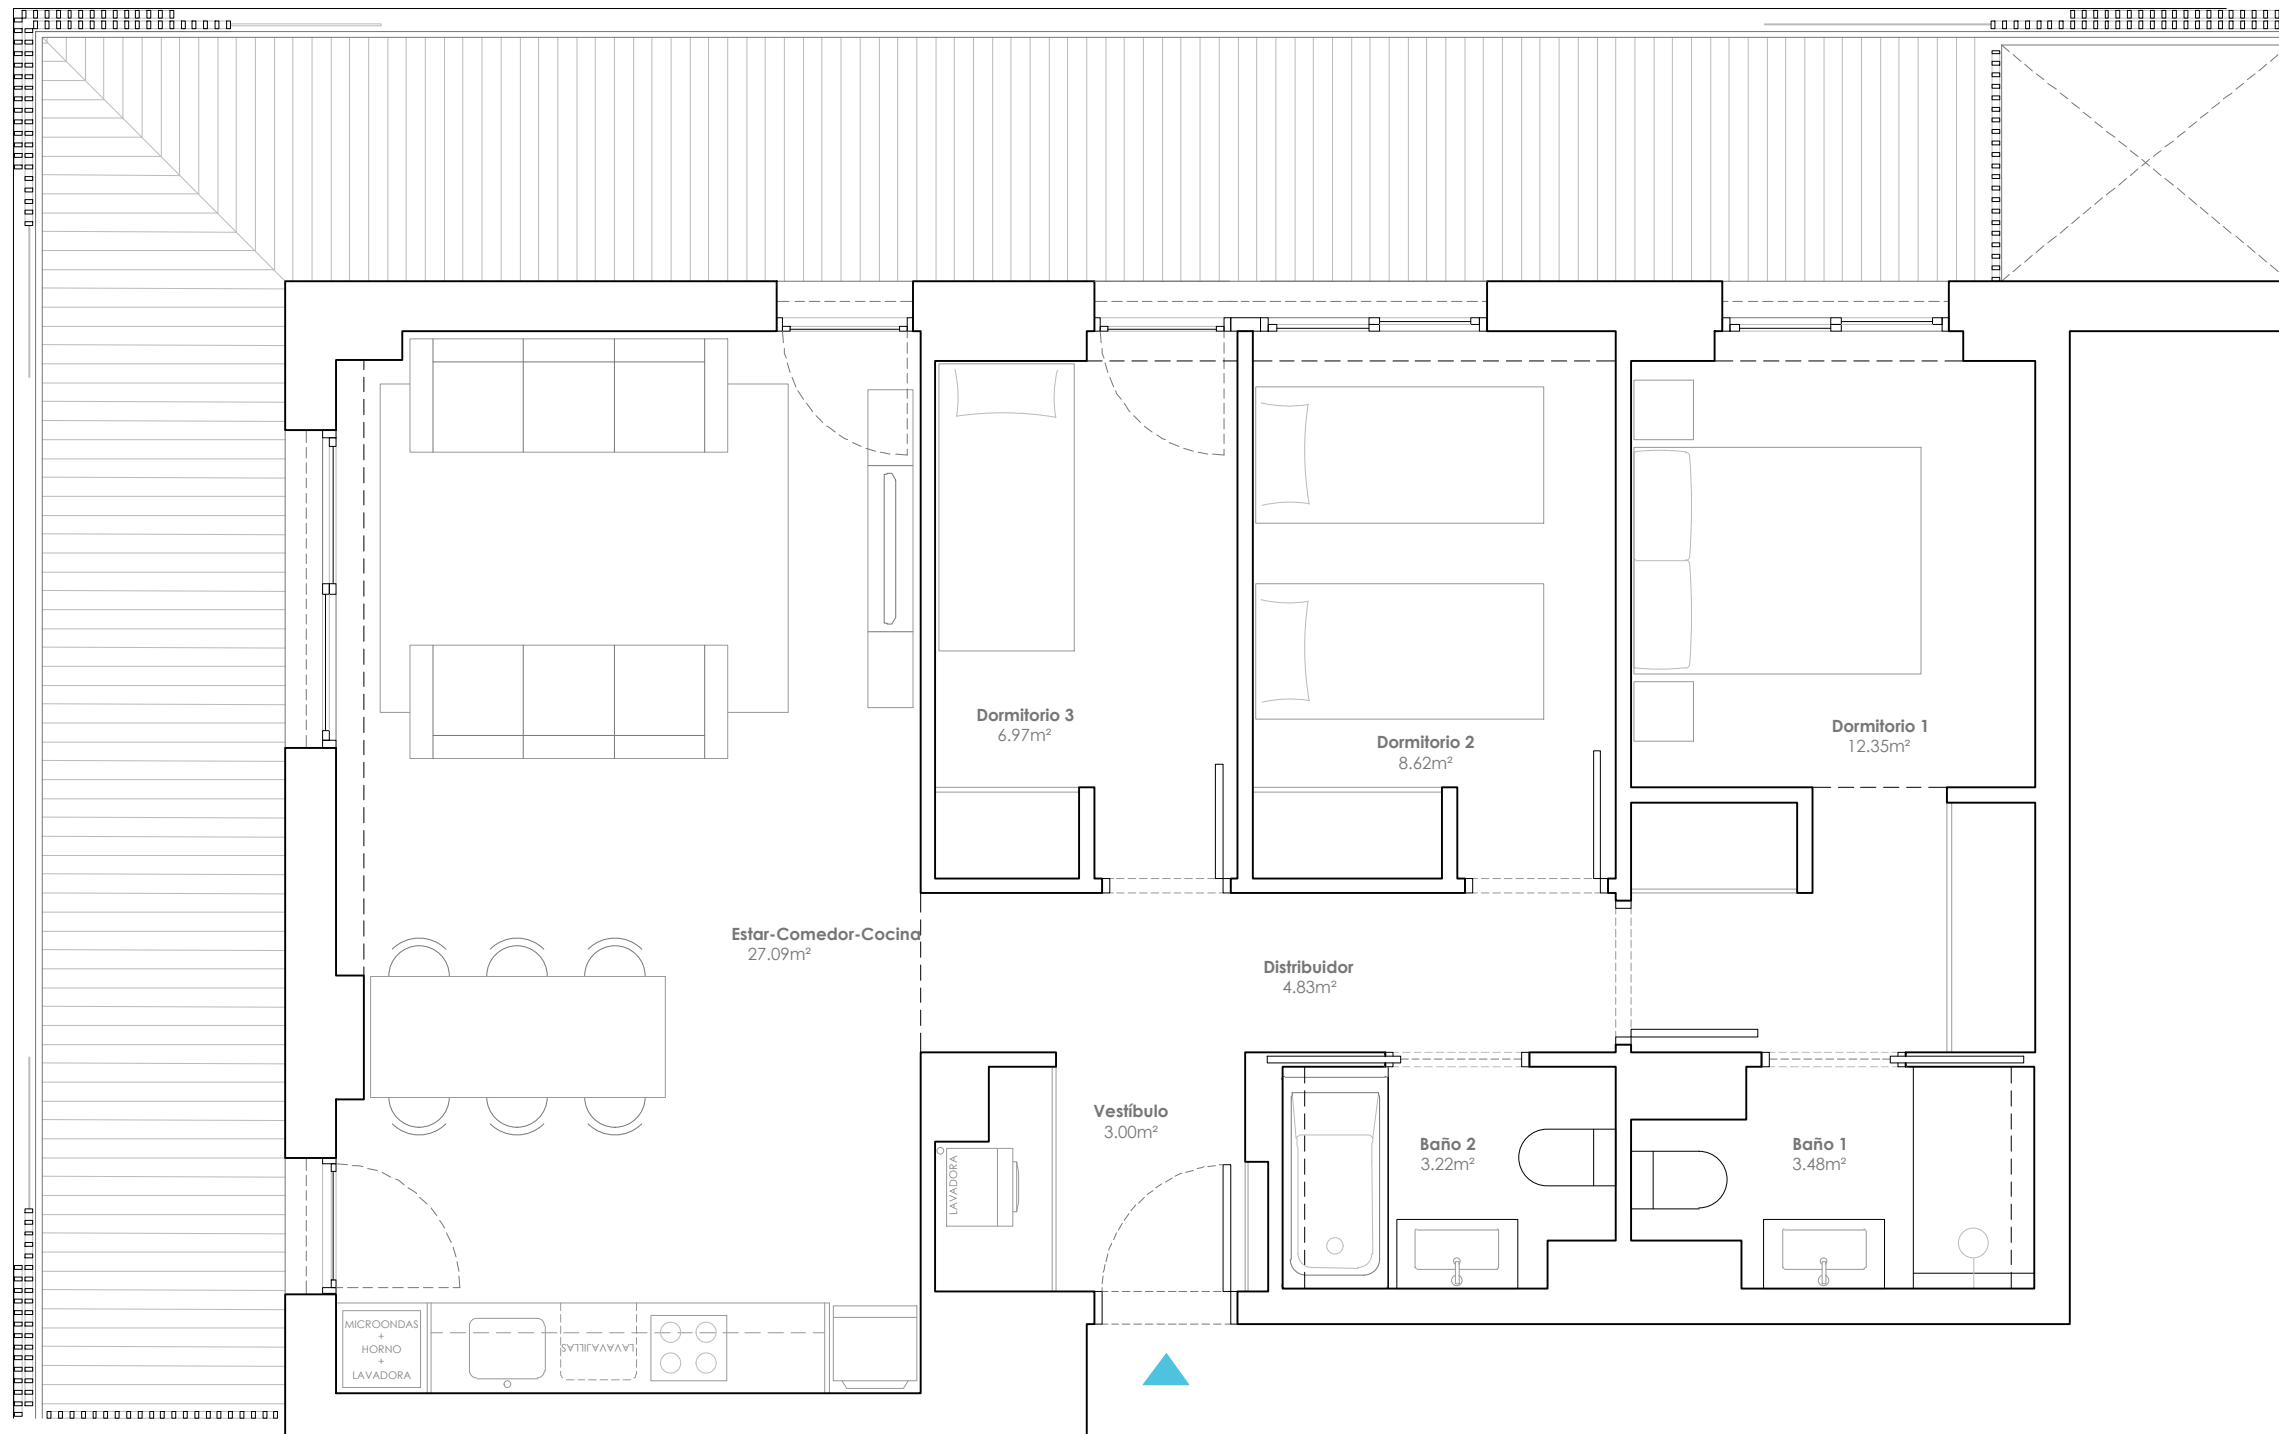 Dormitorio 3
6.97m²
Dormitorio 2
8.62m²
Dormitorio 1
12.35m²
Estar-Comedor-Cocina
27.09m²
Distribuidor
4.83m²
Vestíbulo
3.00m²
Baño 2
3.22m²
Baño 1
3.48m²
LAVADORA
MICROONDAS
+
HORNO
+
LAVADORA
LAVAVAJILLAS